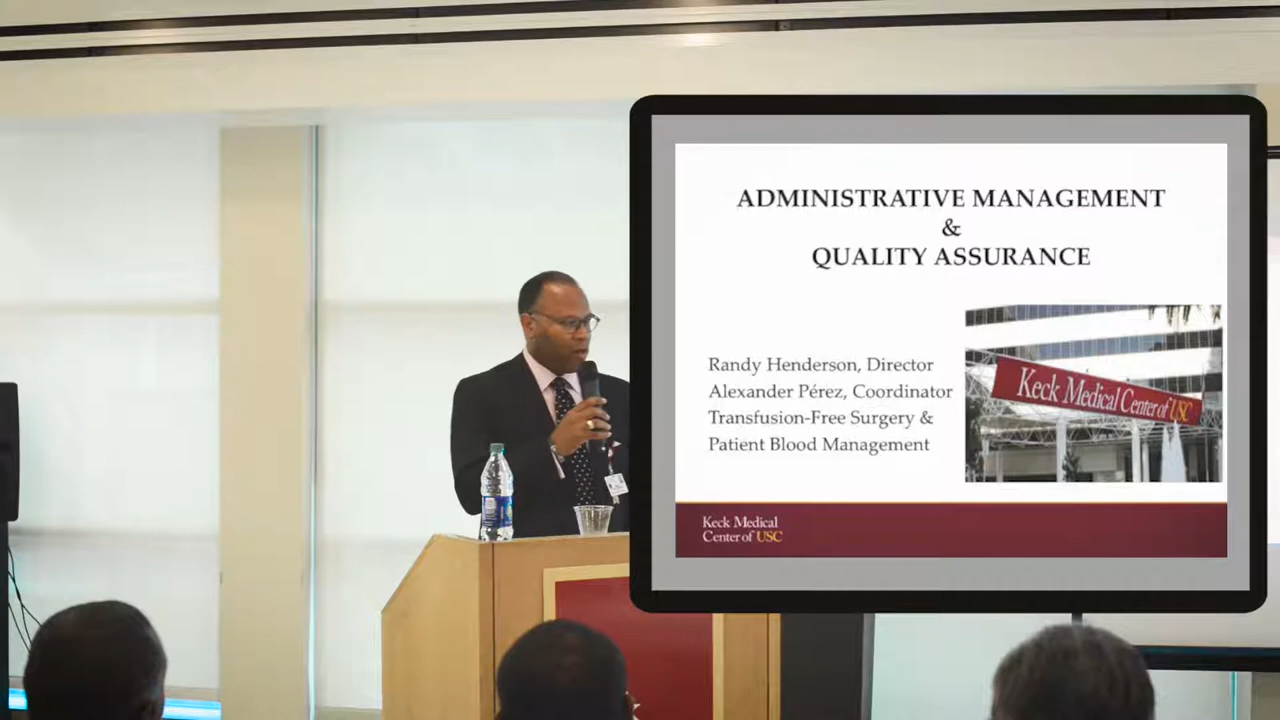 ADMINISTRATIVE MANAGEMENT
&
QUALITY ASSURANCE
Randy Henderson, Director
Alexander Pérez, Coordinator
Transfusion-Free Surgery &
Patient Blood Management
Keck Medical Center of USC
Keck Medical
Center of USC